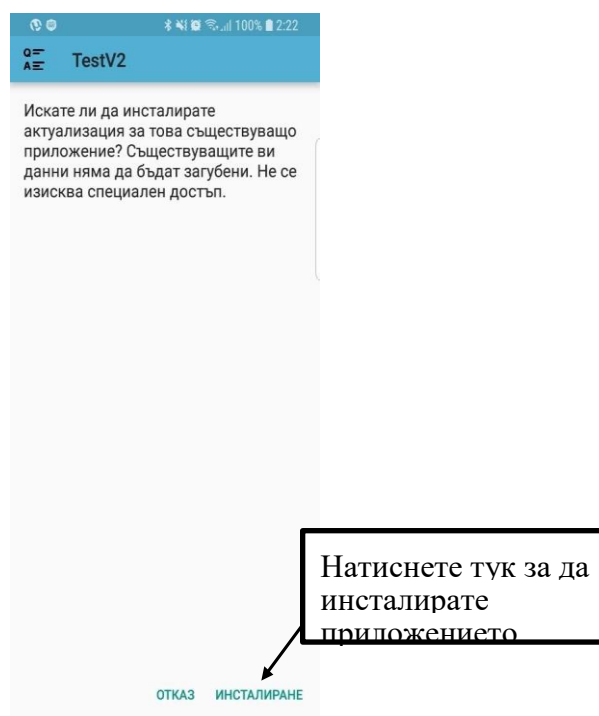 100% 2:22
Q
A
TestV2
Искате ли да инсталирате
актуализация за това съществуващо
приложение? Съществуващите ви
данни няма да бъдат загубени. Не се
изисква специален достъп.
Натиснете тук за да
инсталирате
приложението
ОТКАЗ ИНСТАЛИРАНЕ